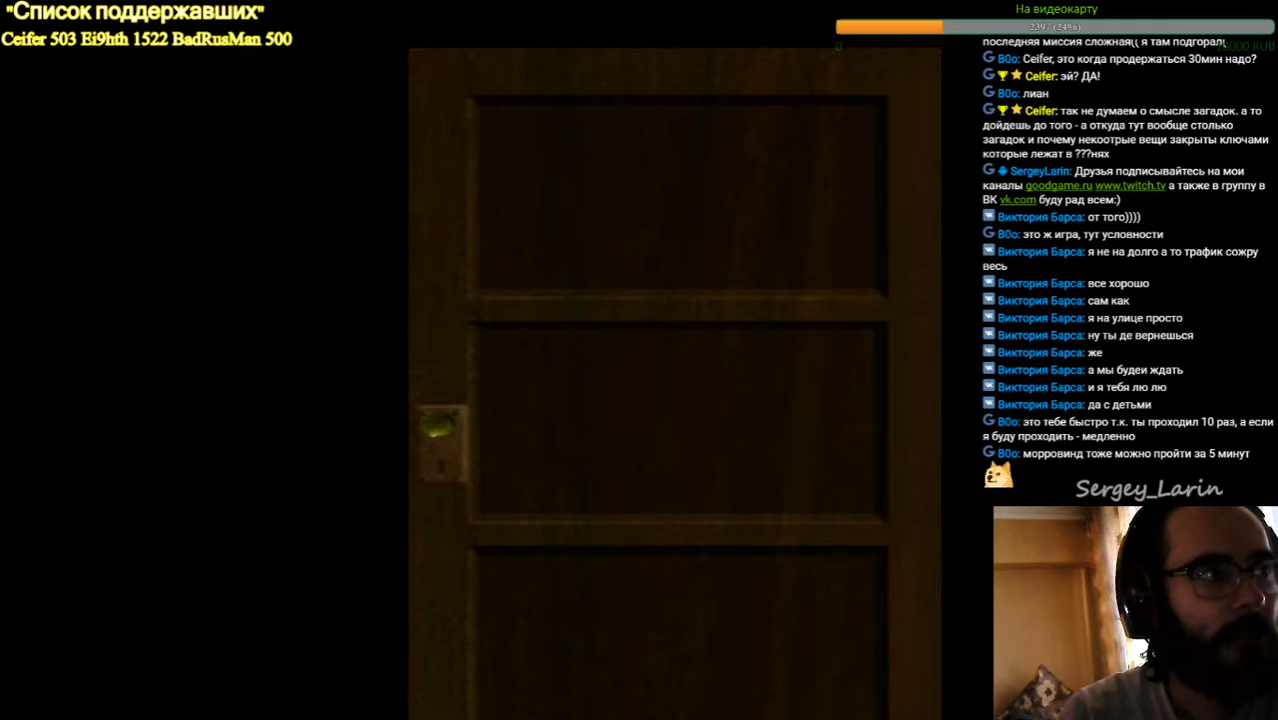 "Список поддержавших"
Ceifer 503 Ei9hth 1522 BadRusMan 500
На видеокарту
2397 (24%)
0
10000 RUB
последняя миссия сложная(( я там подгорал(
B0o: Ceifer, это когда продержаться 30мин надо?
Ceifer: эй? ДА!
B0o: лиан
Ceifer: так не думаем о смысле загадок. а то
дойдешь до того - а откуда тут вообще столько
загадок и почему некоотрые вещи закрыты ключами
которые лежат в ???нях
SergeyLarin: Друзья подписывайтесь на мои
каналы goodgame.ru www.twitch.tv а также в группу в
ВК vk.com буду рад всем:)
Виктория Барса: от того))))
B0o: это ж игра, тут условности
Виктория Барса: я не на долго а то трафик сожру
весь
Виктория Барса: все хорошо
Виктория Барса: сам как
Виктория Барса: я на улице просто
Виктория Барса: ну ты де вернешься
Виктория Барса: же
Виктория Барса: а мы будеи ждать
Виктория Барса: и я тебя лю лю
Виктория Барса: да с детьми
B0o: это тебе быстро т.к. ты проходил 10 раз, а если
я буду проходить - медленно
B0o: морровинд тоже можно пройти за 5 минут
Sergey_Larin